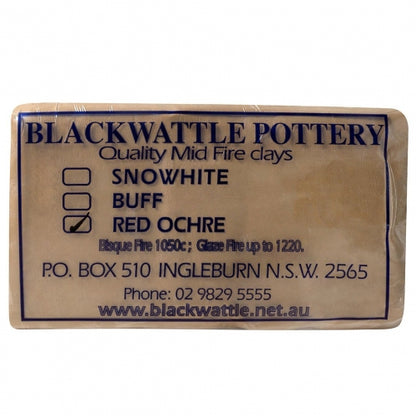 BLACKWATTLE POTTERY
Quality Mid Fire clays
SNOWHITE
BUFF
RED OCHRE
Bisque Fire 1050c; Glaze Fire up to 1220.
P.O. BOX 510 INGLEBURN N.S.W. 2565
Phone: 02 9829 5555
www.blackwattle.net.au